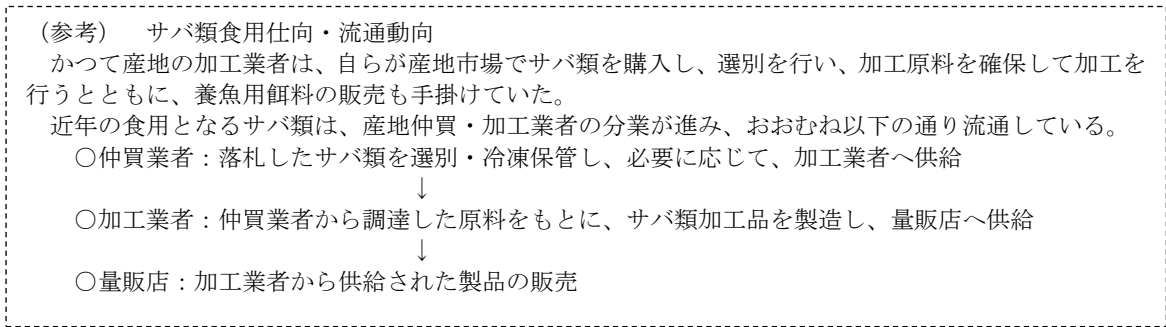 （参考）　サバ類食用仕向・流通動向
かつて産地の加工業者は、自らが産地市場でサバ類を購入し、選別を行い、加工原料を確保して加工を
行うとともに、養魚用餌料の販売も手掛けていた。
近年の食用となるサバ類は、産地仲買・加工業者の分業が進み、おおむね以下の通り流通している。
○仲買業者：落札したサバ類を選別・冷凍保管し、必要に応じて、加工業者へ供給
↓
○加工業者：仲買業者から調達した原料をもとに、サバ類加工品を製造し、量販店へ供給
↓
○量販店：加工業者から供給された製品の販売